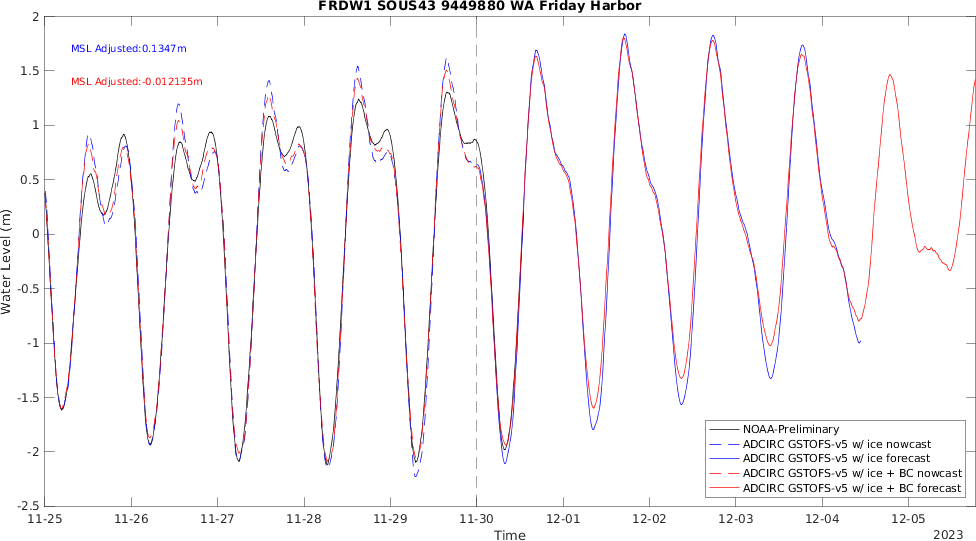 FRDW1 SOUS43 9449880 WA Friday Harbor
MSL Adjusted:0.1347m
MSL Adjusted:-0.012135m
Water Level (m)
2
1.5
1
0.5
0
-0.5
-1
-1.5
-2
-2.5
NOAA-Preliminary
ADCIRC GSTOFS-v5 w/ ice nowcast
ADCIRC GSTOFS-v5 w/ ice forecast
ADCIRC GSTOFS-v5 w/ ice + BC nowcast
ADCIRC GSTOFS-v5 w/ ice + BC forecast
11-25 11-26 11-27 11-28 11-29 11-30 12-01 12-02 12-03 12-04 12-05
Time
2023